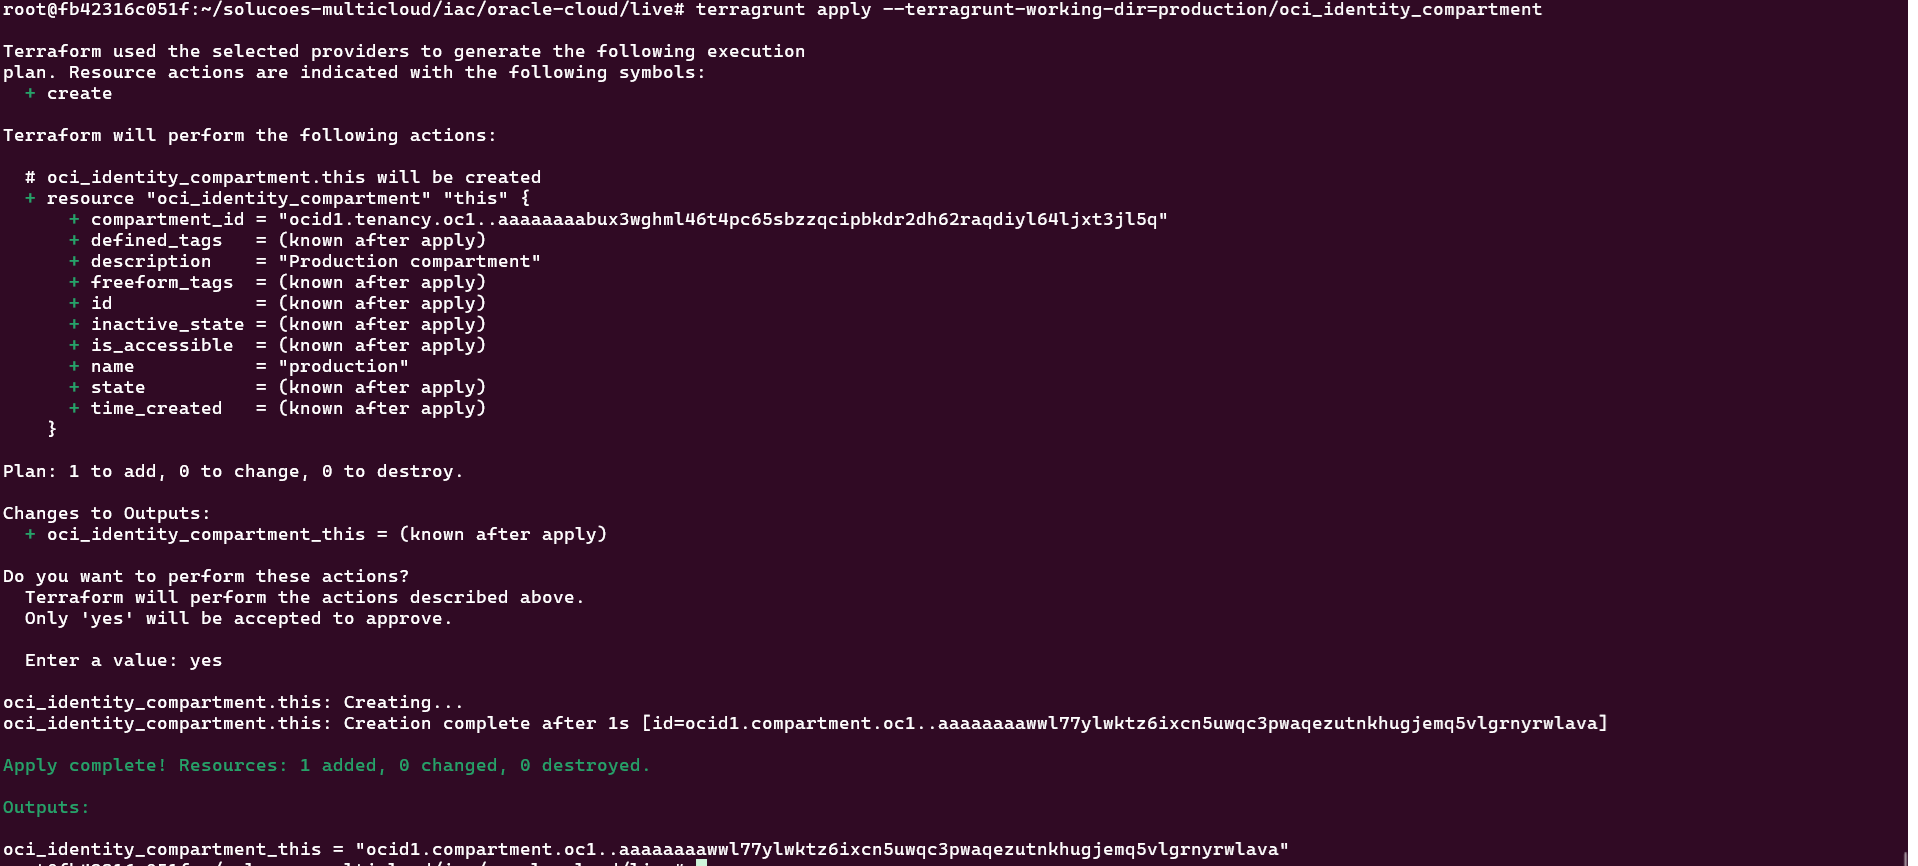 root@fb42316c051f:~/solucoes-multicloud/iac/oracle-cloud/live# terragrunt apply --terragrunt-working-dir=production/oci_identity_compartment
Terraform used the selected providers to generate the following execution
plan. Resource actions are indicated with the following symbols:
+ create
Terraform will perform the following actions:
# oci_identity_compartment.this will be created
+ resource "oci_identity_compartment" "this" {
+ compartment_id = "ocid1.tenancy.oc1..aaaaaaaabux3wghml46t4pc65sbzzqcipbkdr2dh62raqdiyl64ljxt3jl5q"
+ defined_tags = (known after apply)
+ description = "Production compartment"
+ freeform_tags = (known after apply)
+ id = (known after apply)
+ inactive_state = (known after apply)
+ is_accessible = (known after apply)
+ name = "production"
+ state = (known after apply)
+ time_created = (known after apply)
}
Plan: 1 to add, 0 to change, 0 to destroy.
Changes to Outputs:
+ oci_identity_compartment_this = (known after apply)
Do you want to perform these actions?
Terraform will perform the actions described above.
Only 'yes' will be accepted to approve.
Enter a value: yes
oci_identity_compartment.this: Creating...
oci_identity_compartment.this: Creation complete after 1s [id=ocid1.compartment.oc1..aaaaaaaawwl77ylwktz6ixcn5uwqc3pwaqezutnkhugjemq5vlgrnyrwlava]
Apply complete! Resources: 1 added, 0 changed, 0 destroyed.
Outputs:
oci_identity_compartment_this = "ocid1.compartment.oc1..aaaaaaaawwl77ylwktz6ixcn5uwqc3pwaqezutnkhugjemq5vlgrnyrwlava"